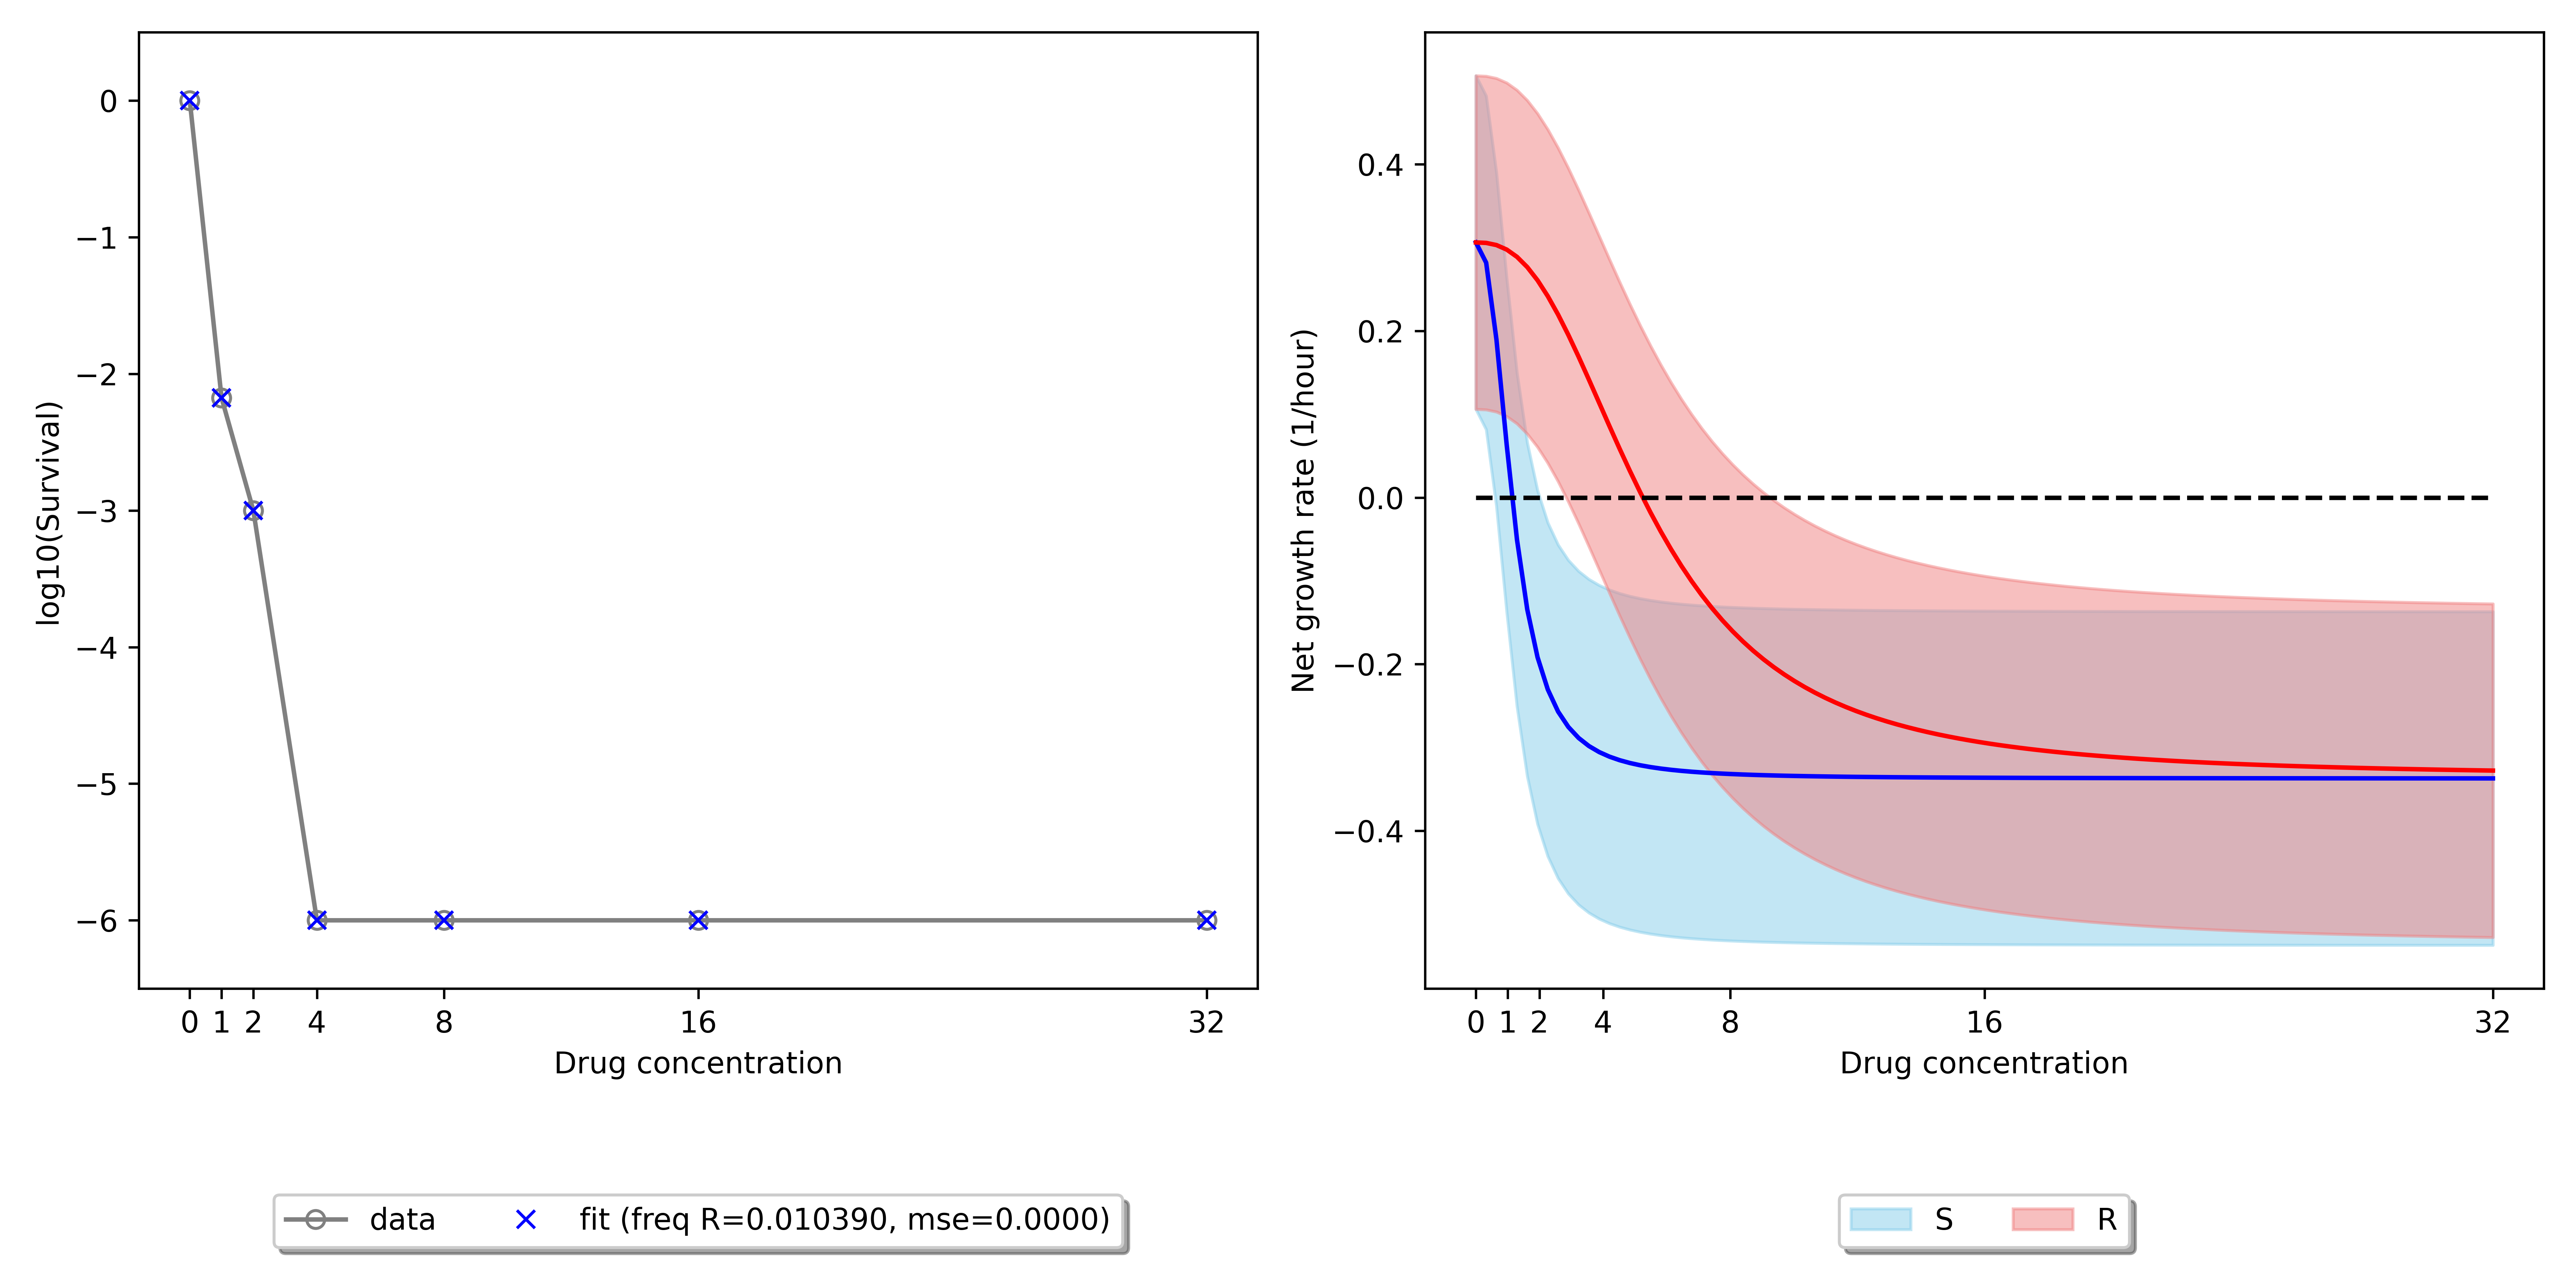 0
−1
−2
−3
−4
−5
−6
log10(Survival)
0 1 2 4 8 16 32
Drug concentration
data fit (freq R=0.010390, mse=0.0000)
0.4
0.2
0.0
−0.2
−0.4
Net growth rate (1/hour)
0 1 2 4 8 16 32
Drug concentration
S R